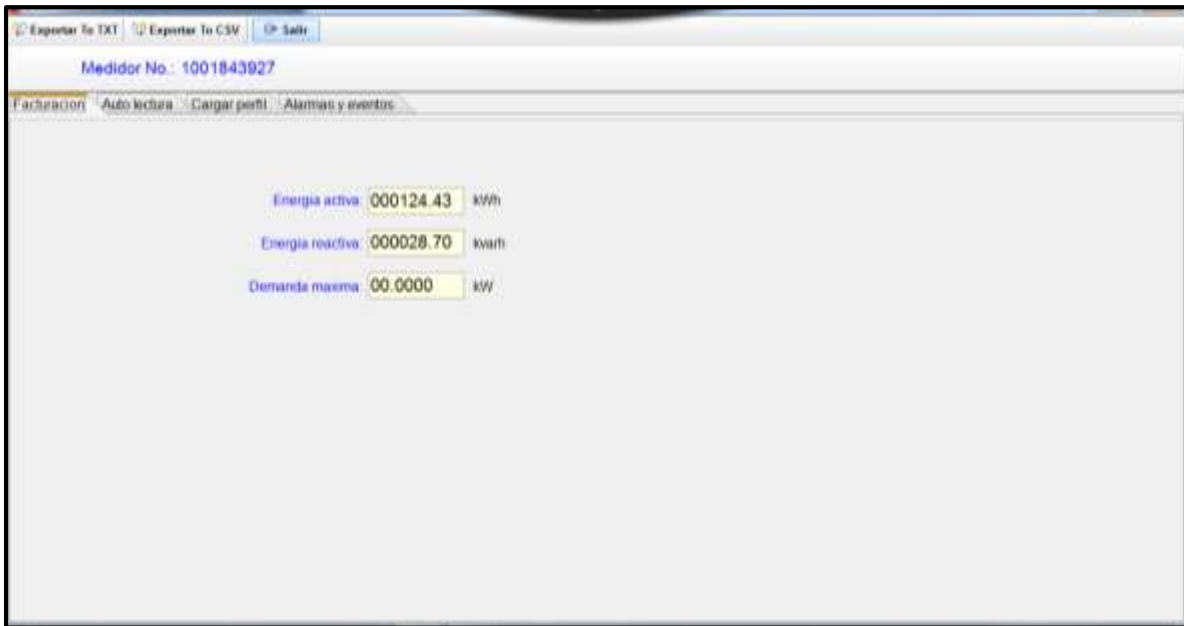 Exportar To TXT Exportar To CSV Salir
Medidor No.: 1001843927
Facturacion Auto lectura Cargar perfil Alarmas y eventos
Energia activa: 000124.43 kWh
Energia reactiva: 000028.70 kvarh
Demanda maxima: 00.0000 kW